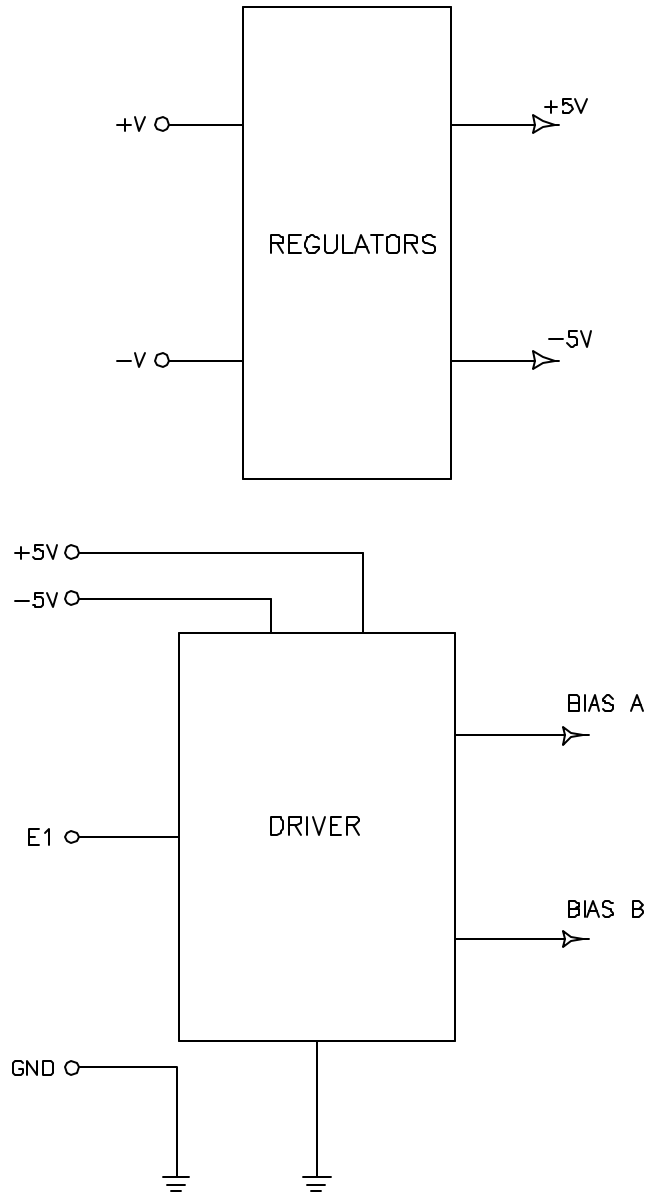 +5V
+V
REGULATORS
−5V
−V
+5V
−5V
BIAS A
DRIVER
E1
BIAS B
GND